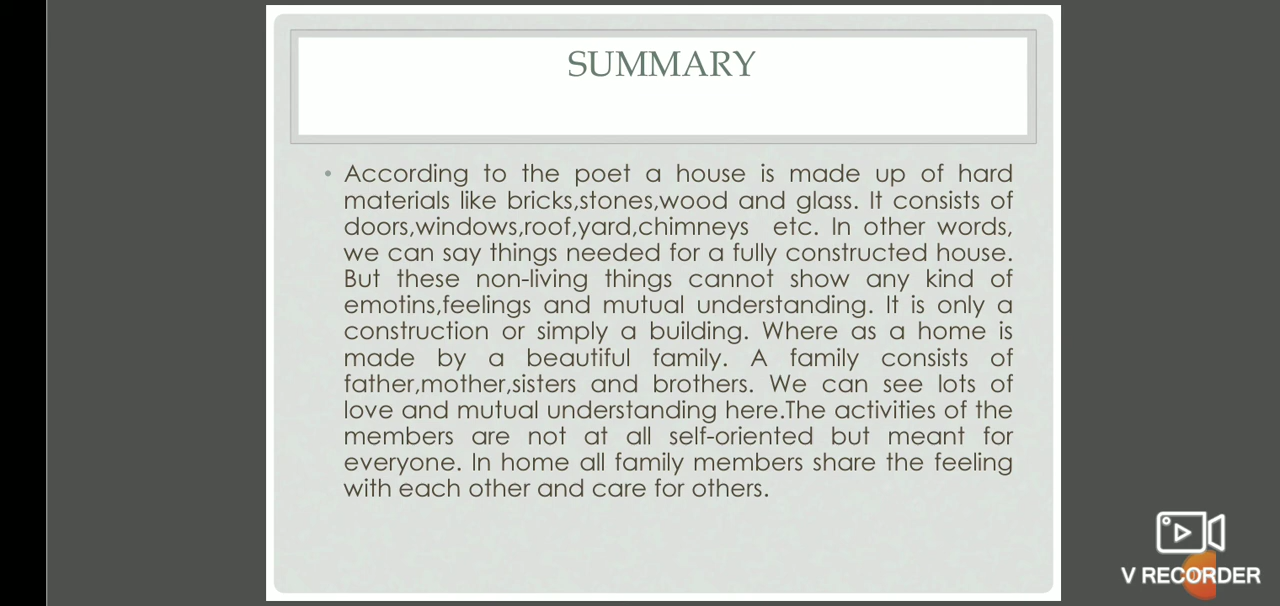 SUMMARY
• According to the poet a house is made up of hard
materials like bricks,stones,wood and glass. It consists of
doors,windows,roof,yard,chimneys etc. In other words,
we can say things needed for a fully constructed house.
But these non-living things cannot show any kind of
emotins,feelings and mutual understanding. It is only a
construction or simply a building. Where as a home is
made by a beautiful family. A family consists of
father,mother,sisters and brothers. We can see lots of
love and mutual understanding here.The activities of the
members are not at all self-oriented but meant for
everyone. In home all family members share the feeling
with each other and care for others.
V RECORDER